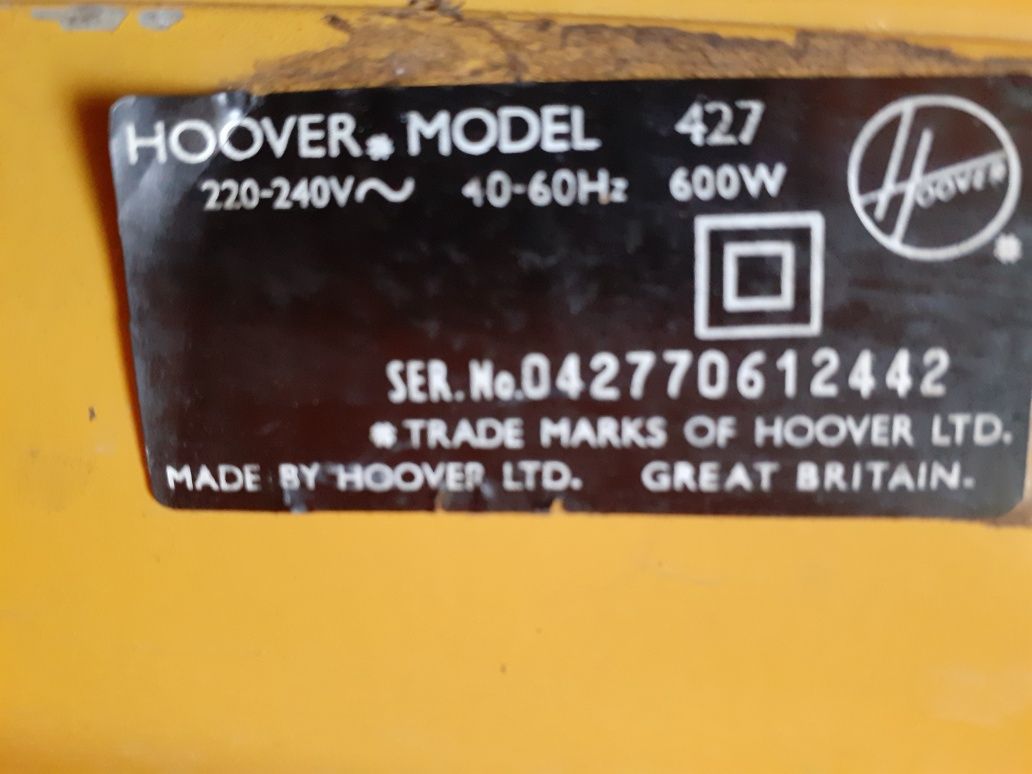 HOOVER* MODEL 427
220-240V~ 40-60Hz 600W
HOOVER
*
SER.No.042770612442
*TRADE MARKS OF HOOVER LTD.
MADE BY HOOVER LTD. GREAT BRITAIN.